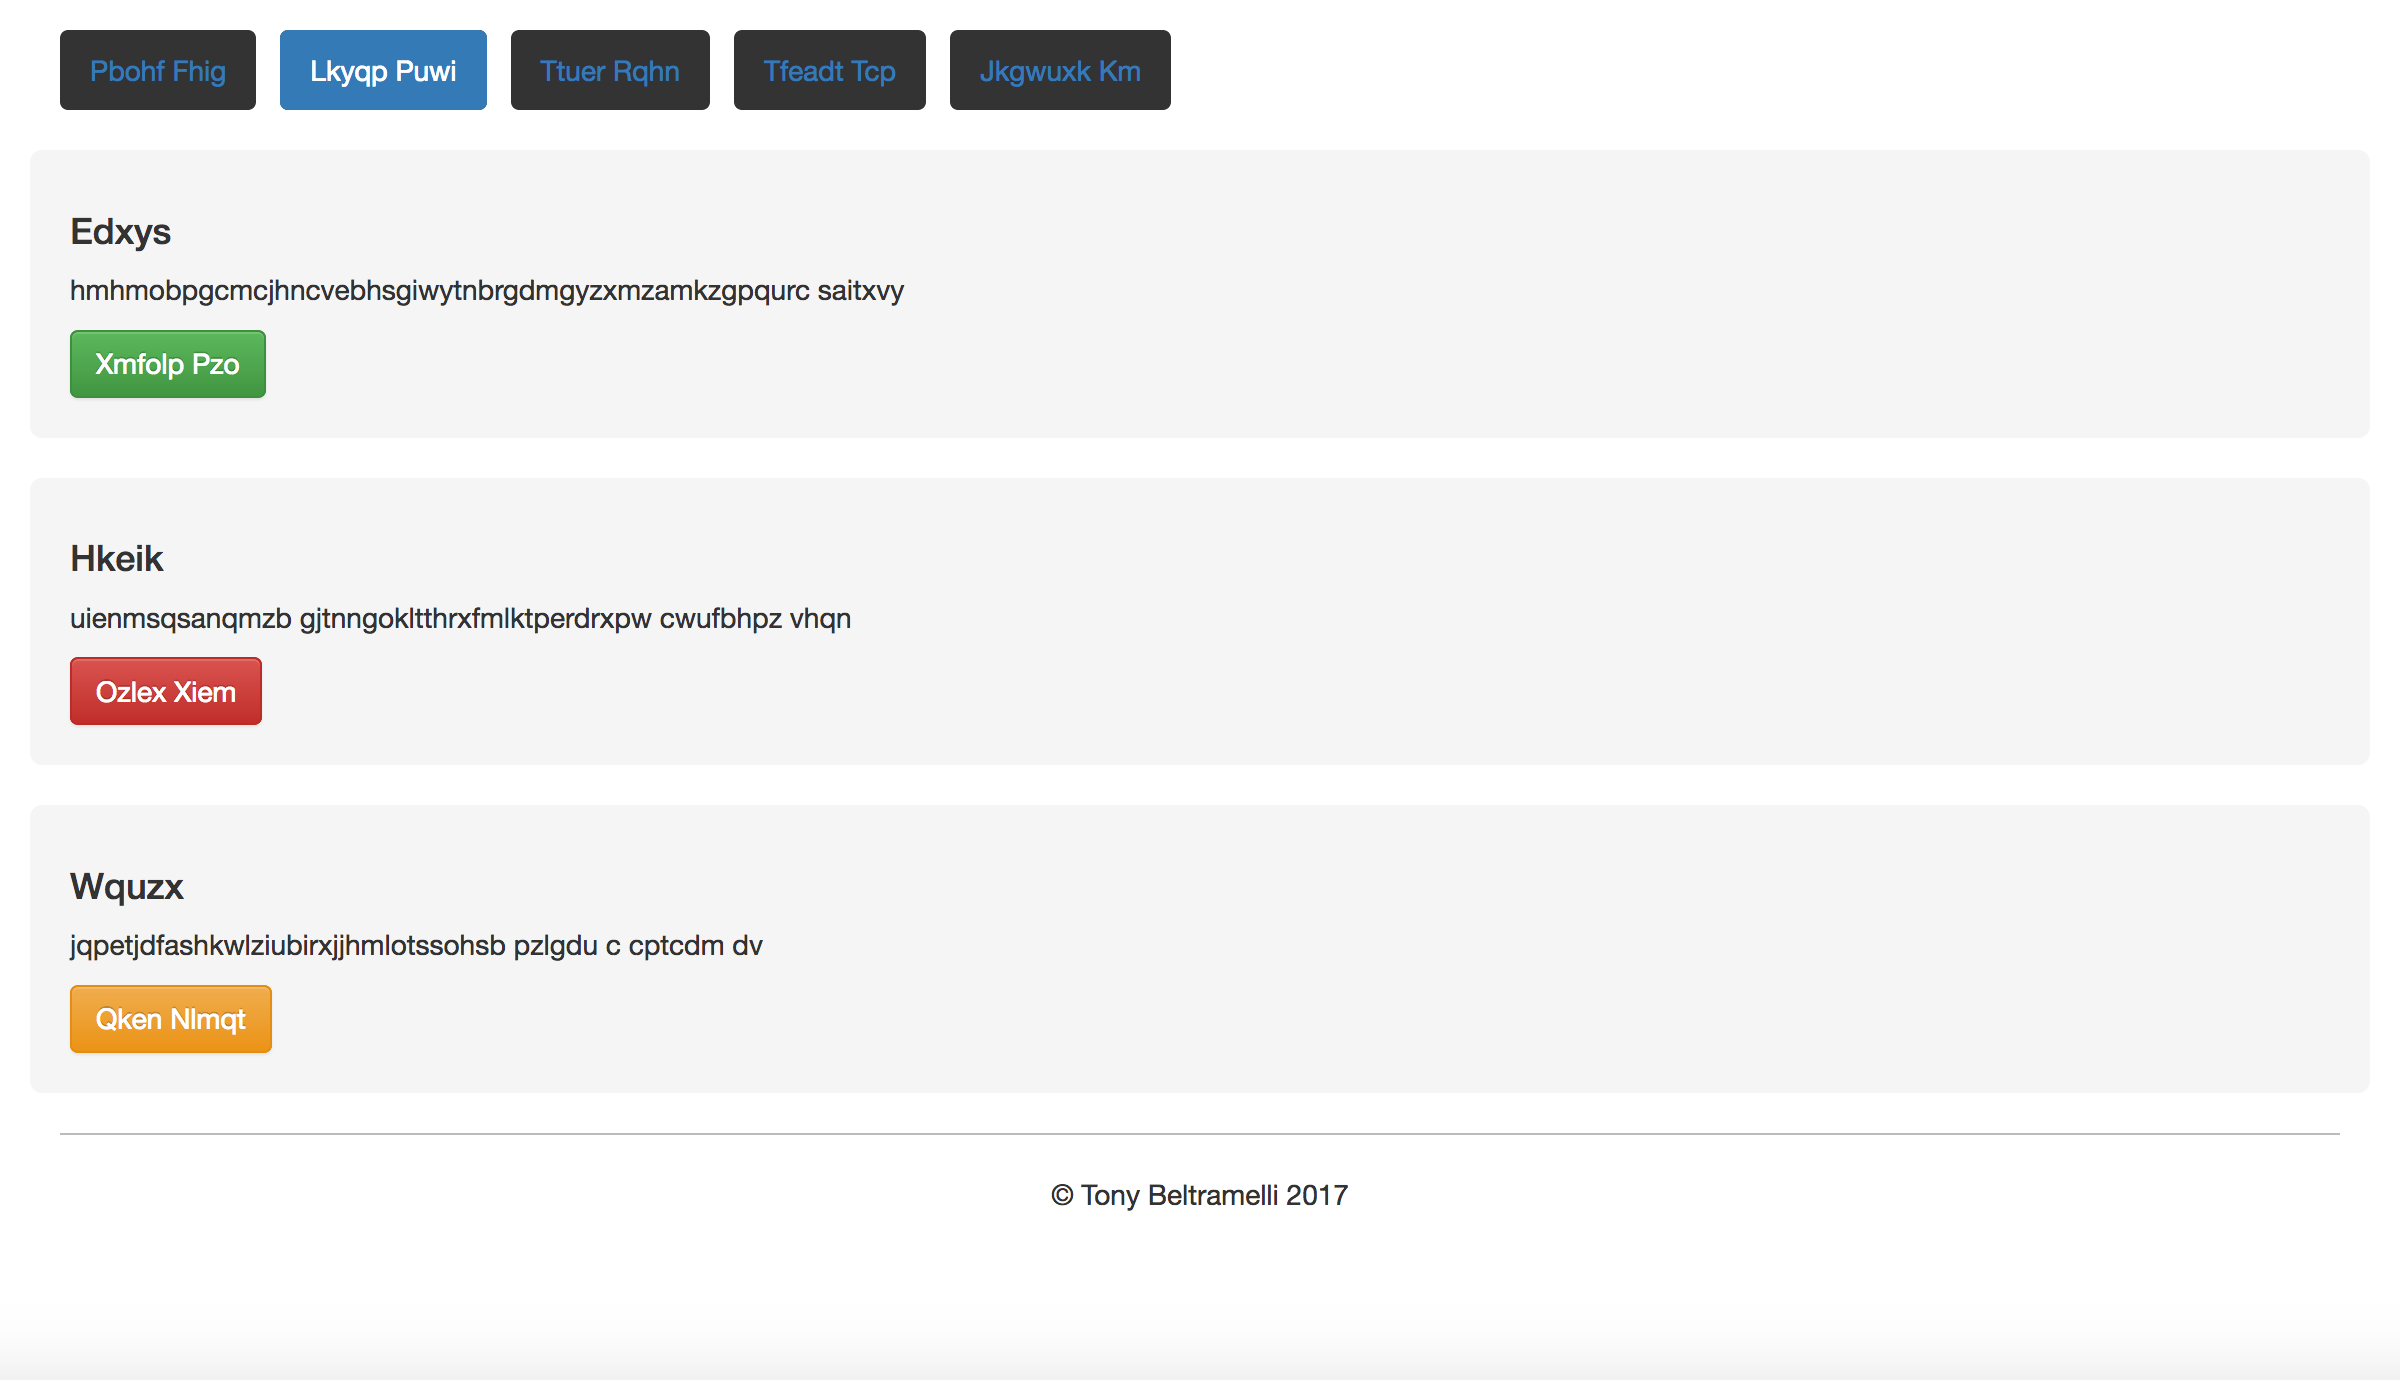 Pbohf Fhig Lkyqp Puwi Ttuer Rqhn Tfeadt Tcp Jkgwuxk Km
Edxys
hmhmobpgcmcjhncvebhsgiwytnbrgdmgyzxmzamkzgpqurc saitxvy
Xmfolp Pzo
Hkeik
uienmsqsanqmzb gjtnngokltthrxfmlktperdrxpw cwufbhpz vhqn
Ozlex Xiem
Wquzx
jqpetjdfashkwlziubirxjjhmlotssohsb pzlgdu c cptcdm dv
Qken Nlmqt
© Tony Beltramelli 2017